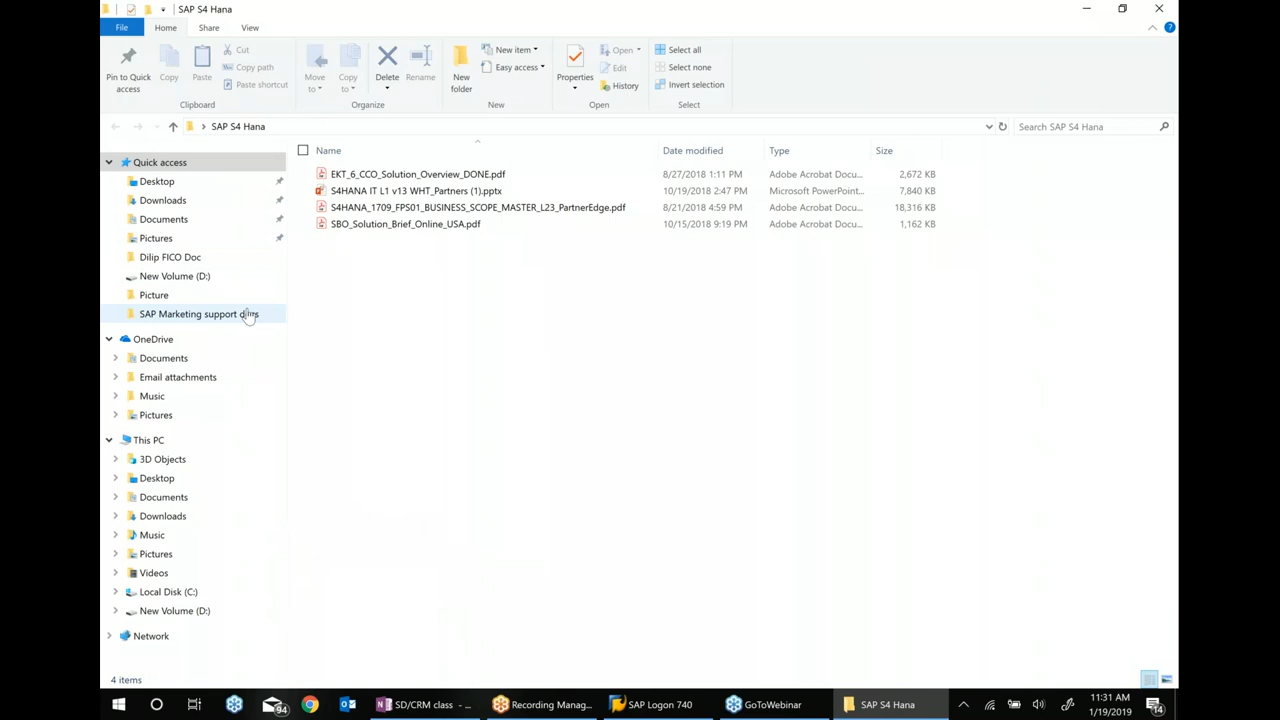 SAP S4 Hana
File Home Share View
Pin to Quick access
Copy
Paste
Cut
Copy path
Paste shortcut
Clipboard
Move to
Copy to
Delete
Rename
Organize
New folder
New item
Easy access
New
Properties
Open
Edit
History
Open
Select all
Select none
Invert selection
Select
SAP S4 Hana
Search SAP S4 Hana
Name Date modified Type Size
EKT_6_CCO_Solution_Overview_DONE.pdf 8/27/2018 1:11 PM Adobe Acrobat Docu... 2,672 KB
S4HANA IT L1 v13 WHT_Partners (1).pptx 10/19/2018 2:47 PM Microsoft PowerPoint... 7,840 KB
S4HANA_1709_FPS01_BUSINESS_SCOPE_MASTER_L23_PartnerEdge.pdf 8/21/2018 4:59 PM Adobe Acrobat Docu... 18,316 KB
SBO_Solution_Brief_Online_USA.pdf 10/15/2018 9:19 PM Adobe Acrobat Docu... 1,162 KB
Quick access
Desktop
Downloads
Documents
Pictures
Dilip FICO Doc
New Volume (D:)
Picture
SAP Marketing support
OneDrive
Documents
Email attachments
Music
Pictures
This PC
3D Objects
Desktop
Documents
Downloads
Music
Pictures
Videos
Local Disk (C:)
New Volume (D:)
Network
4 items
94
SD/CRM class - ...
Recording Manag...
SAP Logon 740
GoToWebinar
SAP S4 Hana
11:31 AM
1/19/2019
14